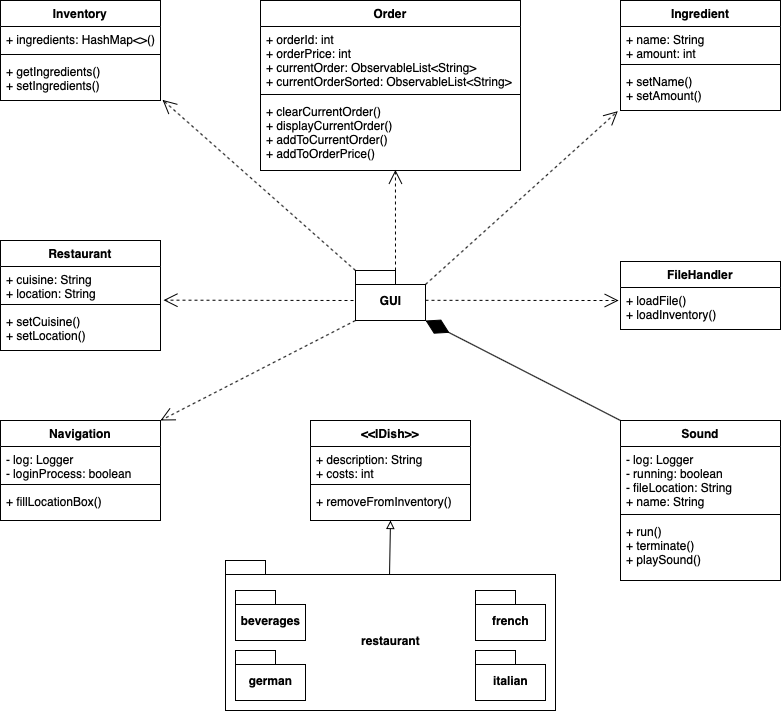 Inventory
+ ingredients: HashMap<>()
+ getIngredients()
+ setIngredients()
Order
+ orderId: int
+ orderPrice: int
+ currentOrder: ObservableList<String>
+ currentOrderSorted: ObservableList<String>
+ clearCurrentOrder()
+ displayCurrentOrder()
+ addToCurrentOrder()
+ addToOrderPrice()
Ingredient
+ name: String
+ amount: int
+ setName()
+ setAmount()
Restaurant
+ cuisine: String
+ location: String
+ setCuisine()
+ setLocation()
GUI
FileHandler
+ loadFile()
+ loadInventory()
Navigation
- log: Logger
- loginProcess: boolean
+ fillLocationBox()
<<IDish>>
+ description: String
+ costs: int
+ removeFromInventory()
Sound
- log: Logger
- running: boolean
- fileLocation: String
+ name: String
+ run()
+ terminate()
+ playSound()
beverages
french
restaurant
german
italian